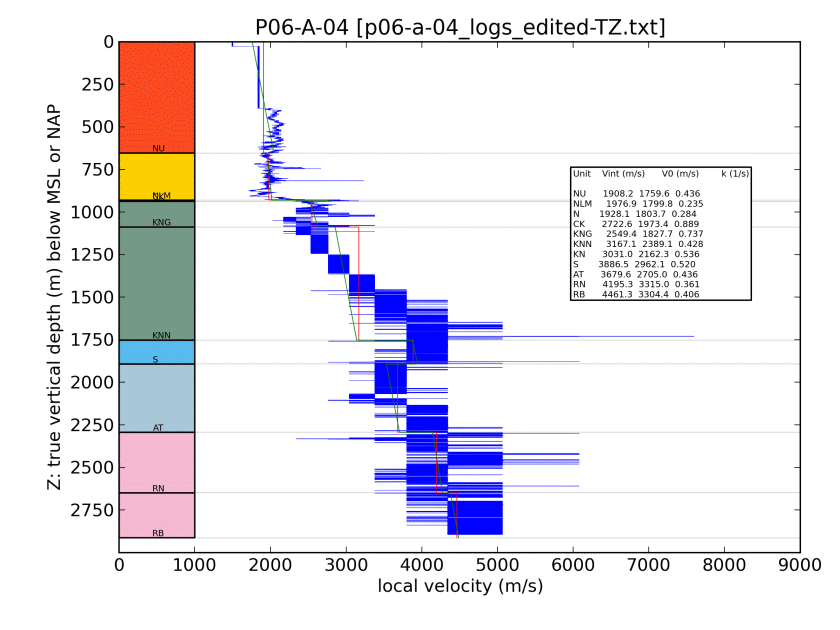 P06-A-04 [p06-a-04_logs_edited-TZ.txt]
Z: true vertical depth (m) below MSL or NAP
0
250
500
750
1000
1250
1500
1750
2000
2250
2500
2750
NU
NLM
KNG
KNN
S
AT
RN
RB
Unit Vint (m/s) V0 (m/s) k (1/s)
NU 1908.2 1759.6 0.436
NLM 1976.9 1799.8 0.235
N 1928.1 1803.7 0.284
CK 2722.6 1973.4 0.889
KNG 2549.4 1827.7 0.737
KNN 3167.1 2389.1 0.428
KN 3031.0 2162.3 0.536
S 3886.5 2962.1 0.520
AT 3679.6 2705.0 0.436
RN 4195.3 3315.0 0.361
RB 4461.3 3304.4 0.406
0 1000 2000 3000 4000 5000 6000 7000 8000 9000
local velocity (m/s)